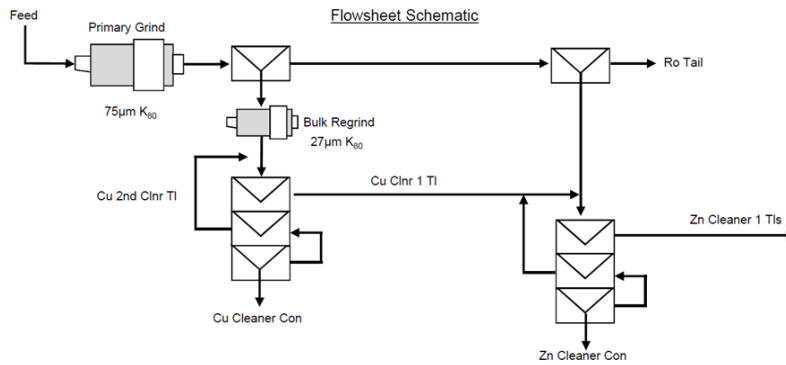 Flowsheet Schematic
Feed
Primary Grind
75µm K80
Ro Tail
Bulk Regrind
27µm K80
Cu 2nd Clnr Tl
Cu Clnr 1 Tl
Zn Cleaner 1 Tls
Cu Cleaner Con
Zn Cleaner Con